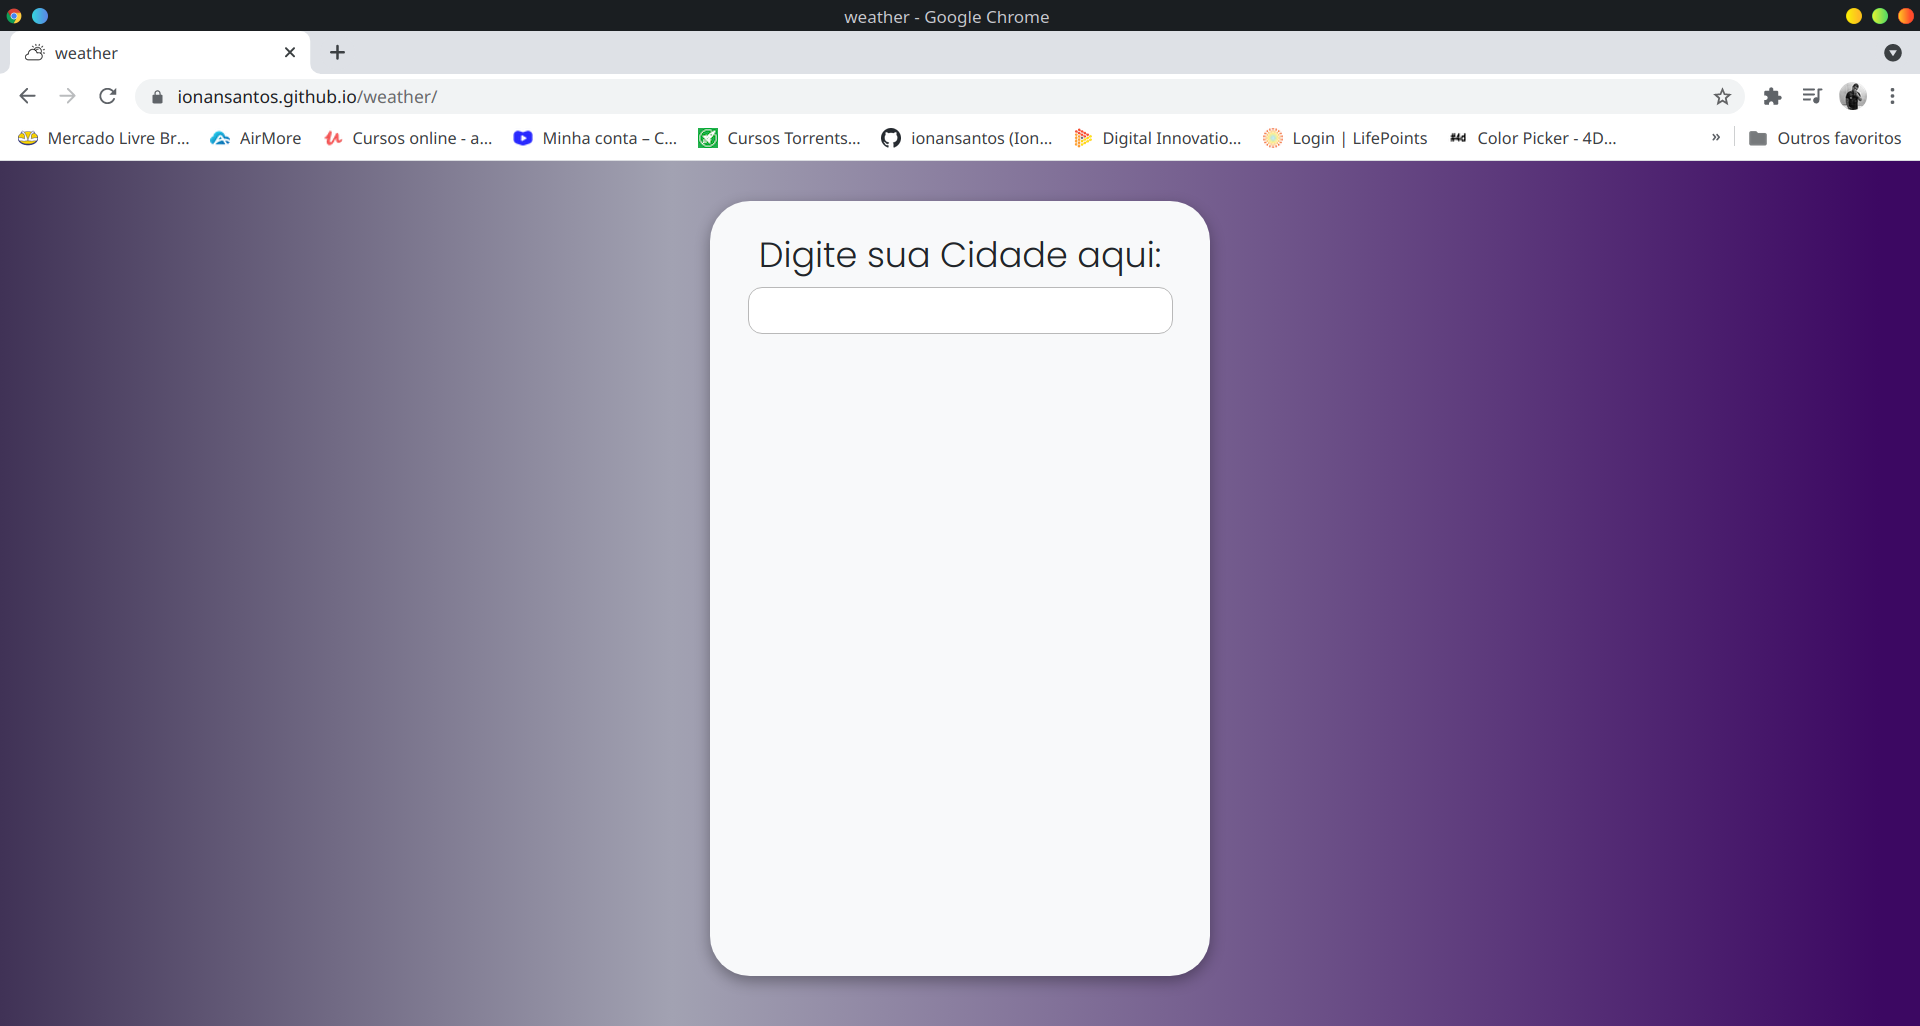 weather - Google Chrome
weather
ionansantos.github.io/weather/
Mercado Livre Br... AirMore Cursos online - a... Minha conta – C... Cursos Torrents... ionansantos (Ion... Digital Innovatio... Login | LifePoints #4d Color Picker - 4D... » Outros favoritos
Digite sua Cidade aqui: